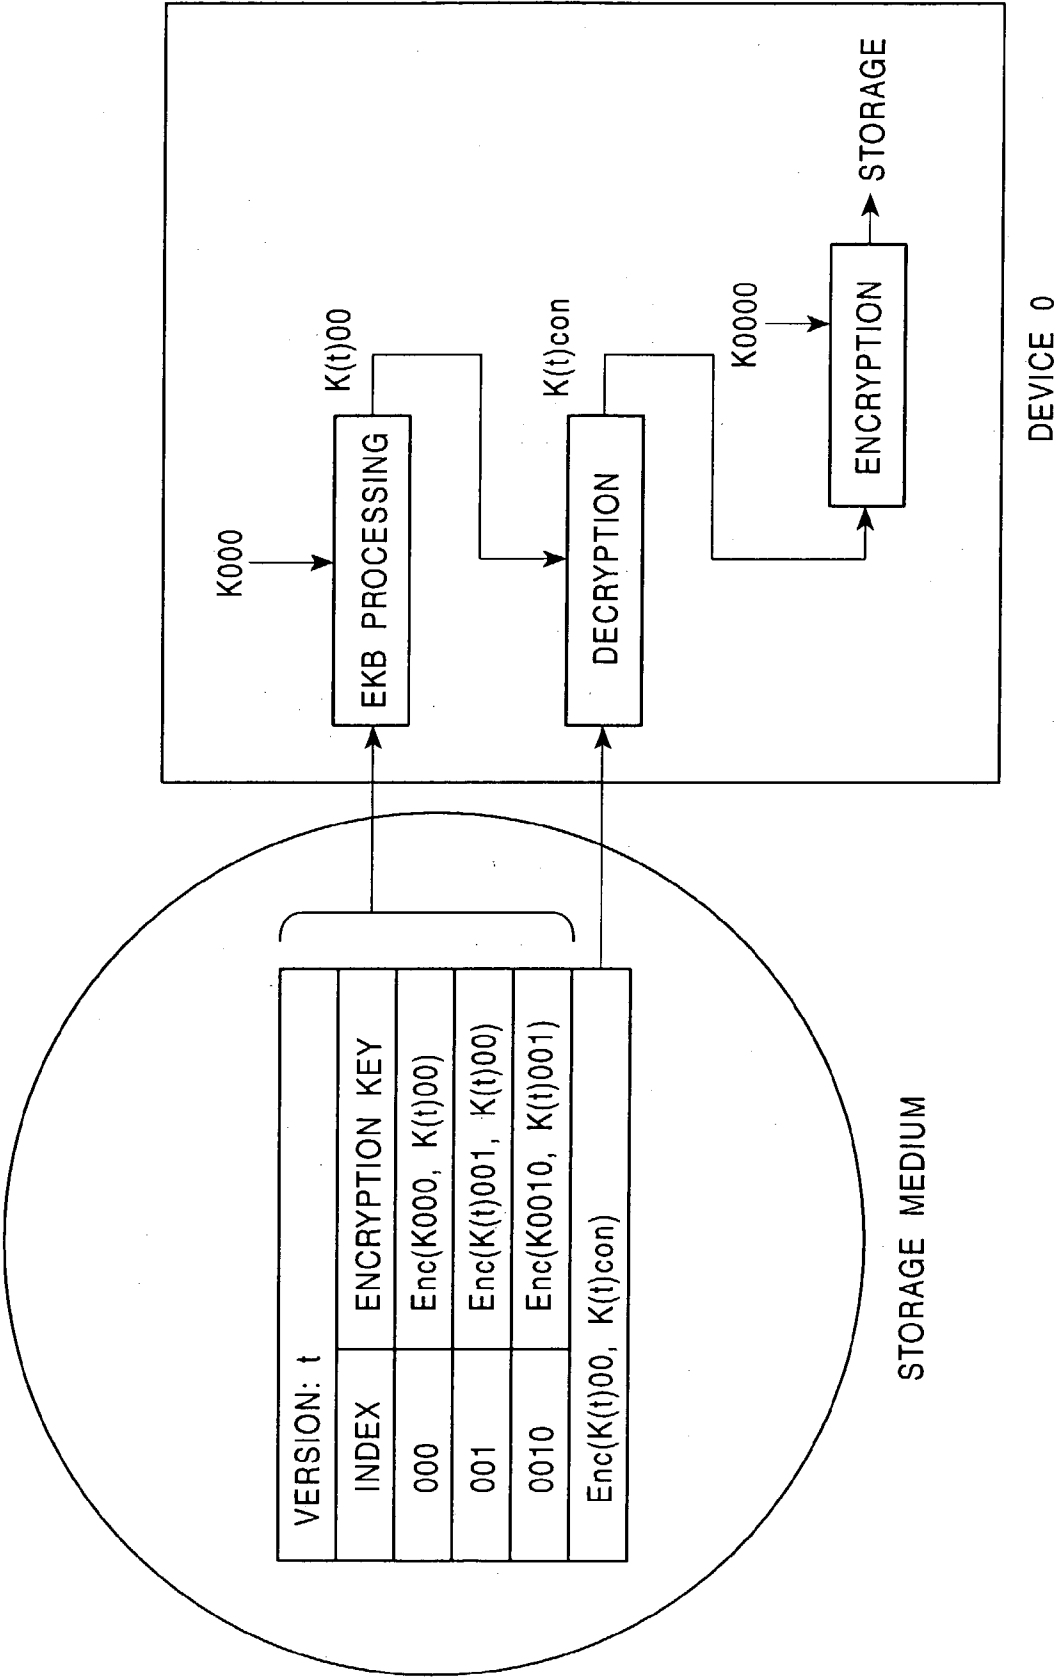 VERSION: t
INDEX ENCRYPTION KEY
000 Enc(K000, K(t)00)
001 Enc(K(t)001, K(t)00)
0010 Enc(K0010, K(t)001)
Enc(K(t)00, K(t)con)
STORAGE MEDIUM
K000
EKB PROCESSING
K(t)00
DECRYPTION
K(t)con
K0000
ENCRYPTION
STORAGE
DEVICE 0